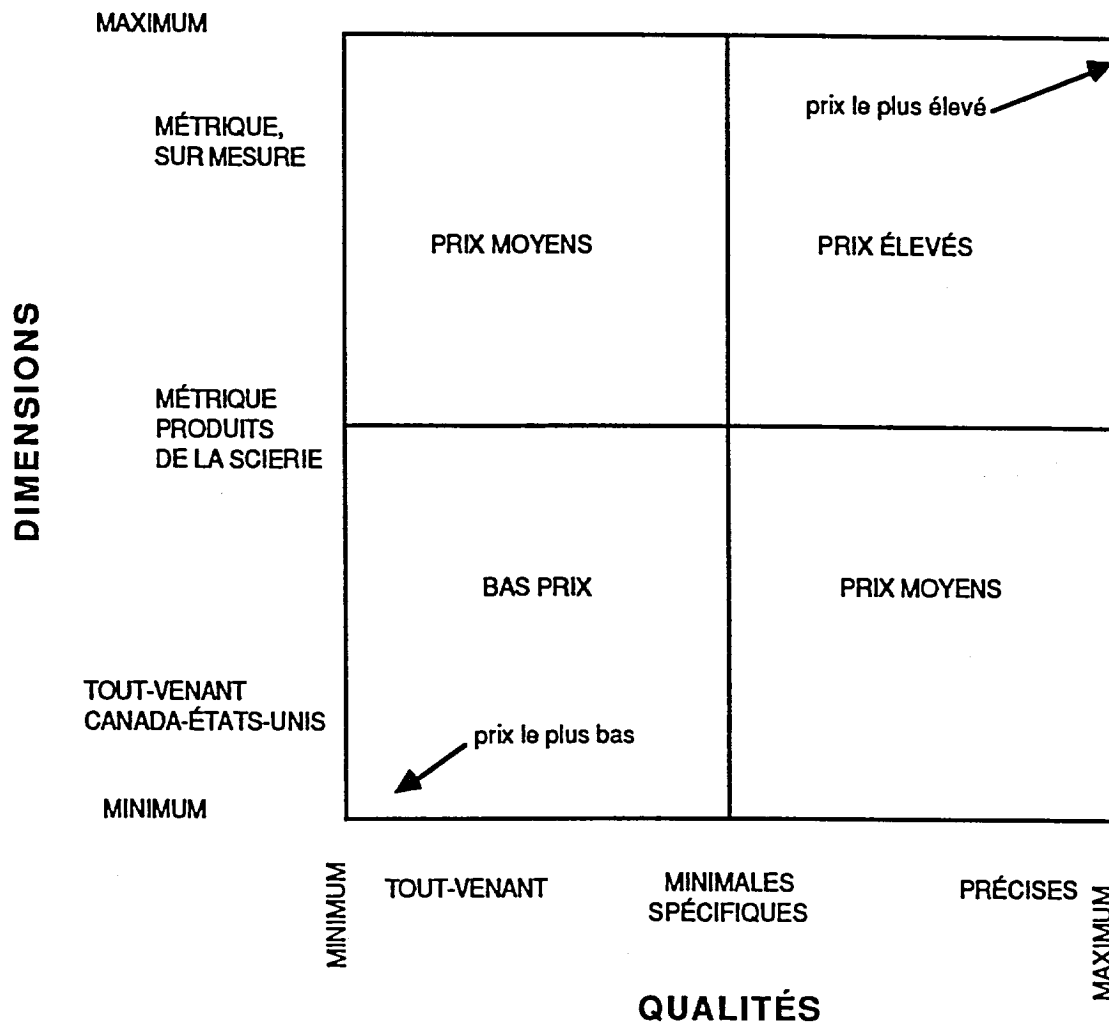 MAXIMUM
prix le plus élevé
MÉTRIQUE,
SUR MESURE
PRIX MOYENS
PRIX ÉLEVÉS
DIMENSIONS
MÉTRIQUE
PRODUITS
DE LA SCIERIE
BAS PRIX
PRIX MOYENS
TOUT-VENANT
CANADA-ÉTATS-UNIS
prix le plus bas
MINIMUM
MINIMUM
TOUT-VENANT
MINIMALES
SPÉCIFIQUES
PRÉCISES
MAXIMUM
QUALITÉS